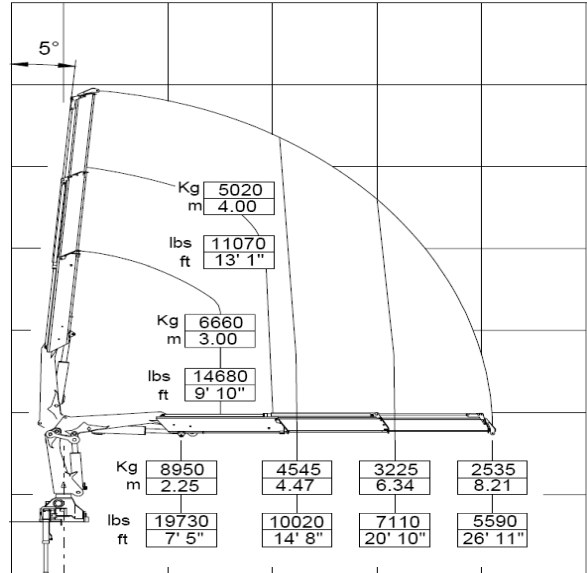 5°
Kg 5020
m 4.00
lbs 11070
ft 13' 1"
Kg 6660
m 3.00
lbs 14680
ft 9' 10"
Kg 8950 4545 3225 2535
m 2.25 4.47 6.34 8.21
lbs 19730 10020 7110 5590
ft 7' 5" 14' 8" 20' 10" 26' 11"